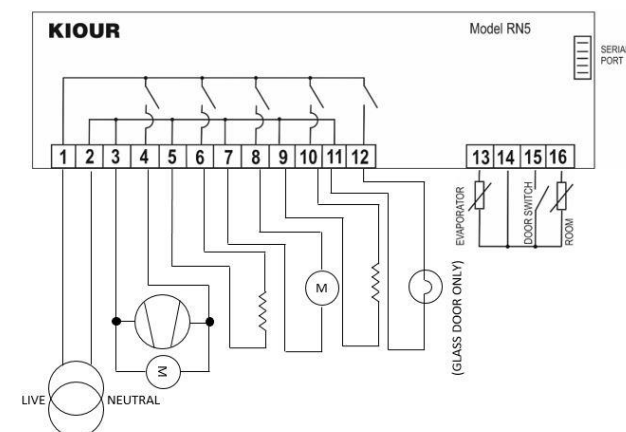 KIOUR
Model RN5
SERIA
PORT
1 2 3 4 5 6 7 8 9 10 11 12
13 14 15 16
EVAPORATOR
DOOR SWITCH
ROOM
M
M
(GLASS DOOR ONLY)
LIVE
NEUTRAL